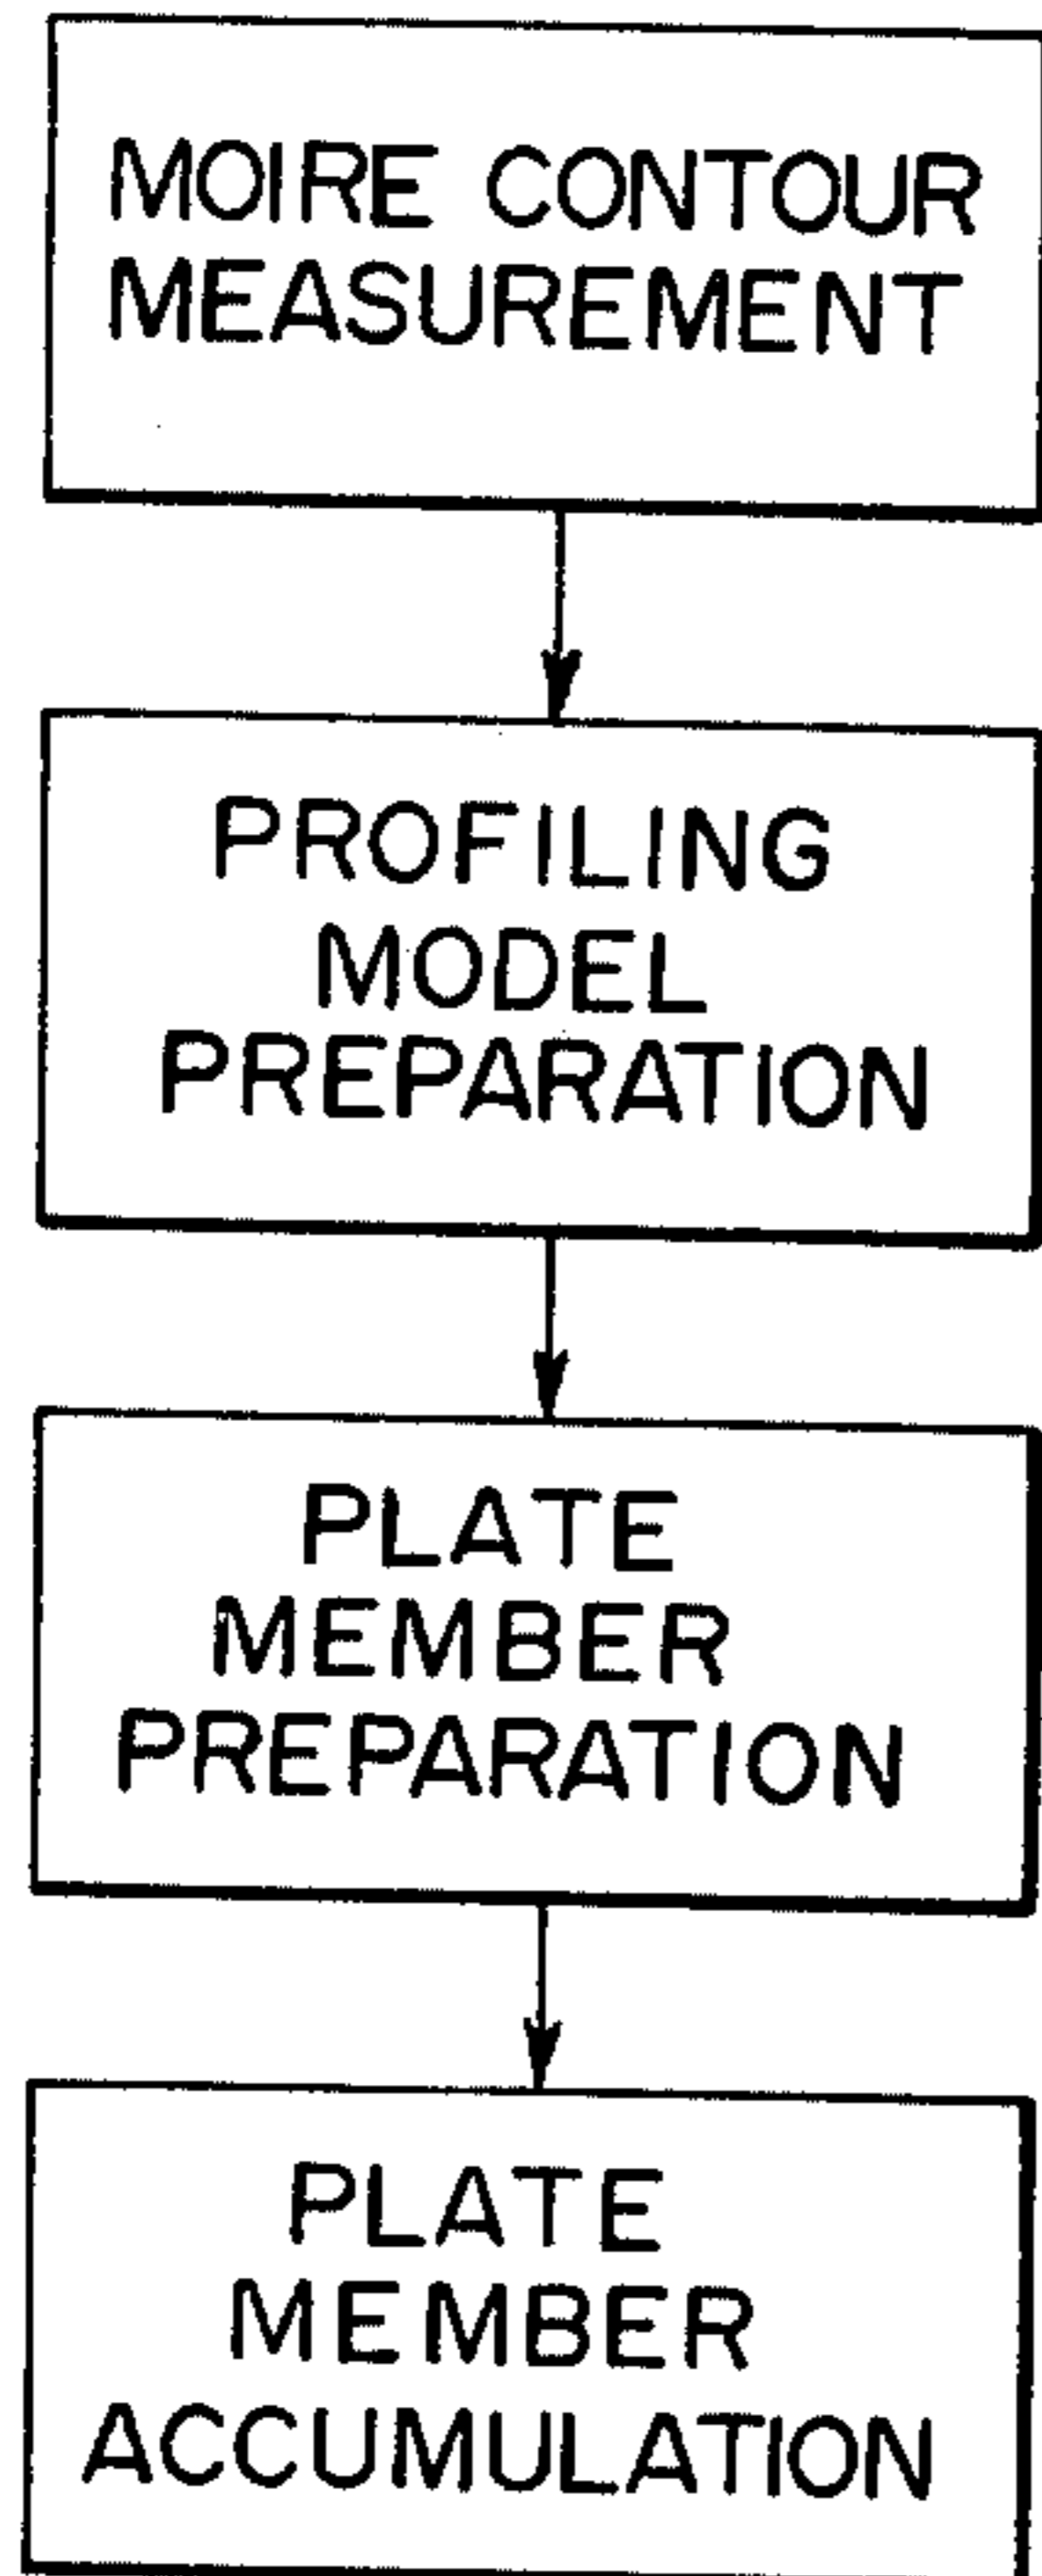 MOIRE CONTOUR
MEASUREMENT
PROFILING
MODEL
PREPARATION
PLATE
MEMBER
PREPARATION
PLATE
MEMBER
ACCUMULATION